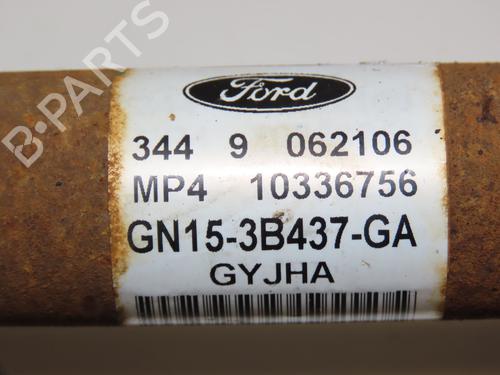 B-PARTS
Ford
344 9 062106
MP4 10336756
GN15-3B437-GA
GYJHA